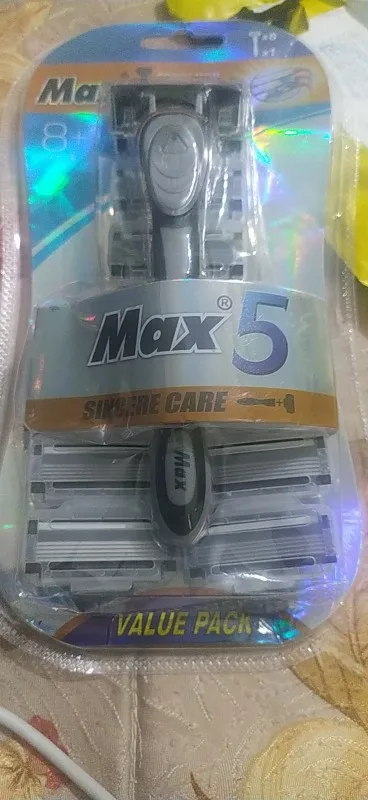 Max
8+
Max® 5
SINCERE CARE
Max
VALUE PACK